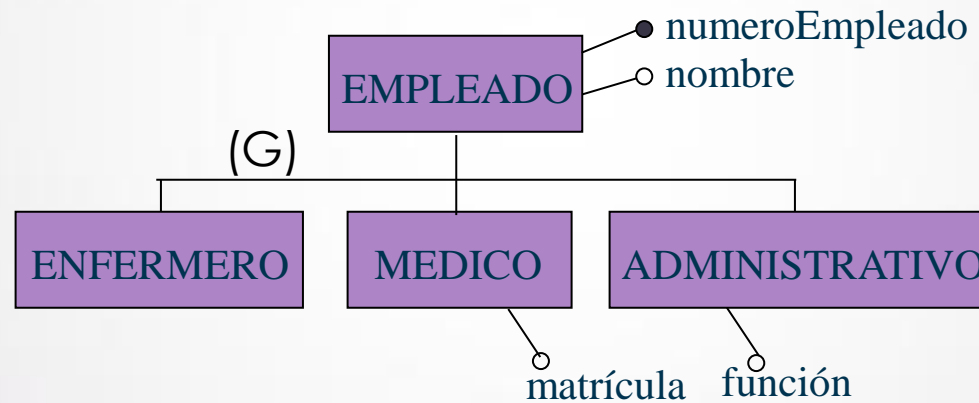 numeroEmpleado
nombre
EMPLEADO
(G)
ENFERMERO
MEDICO
ADMINISTRATIVO
matrícula
función